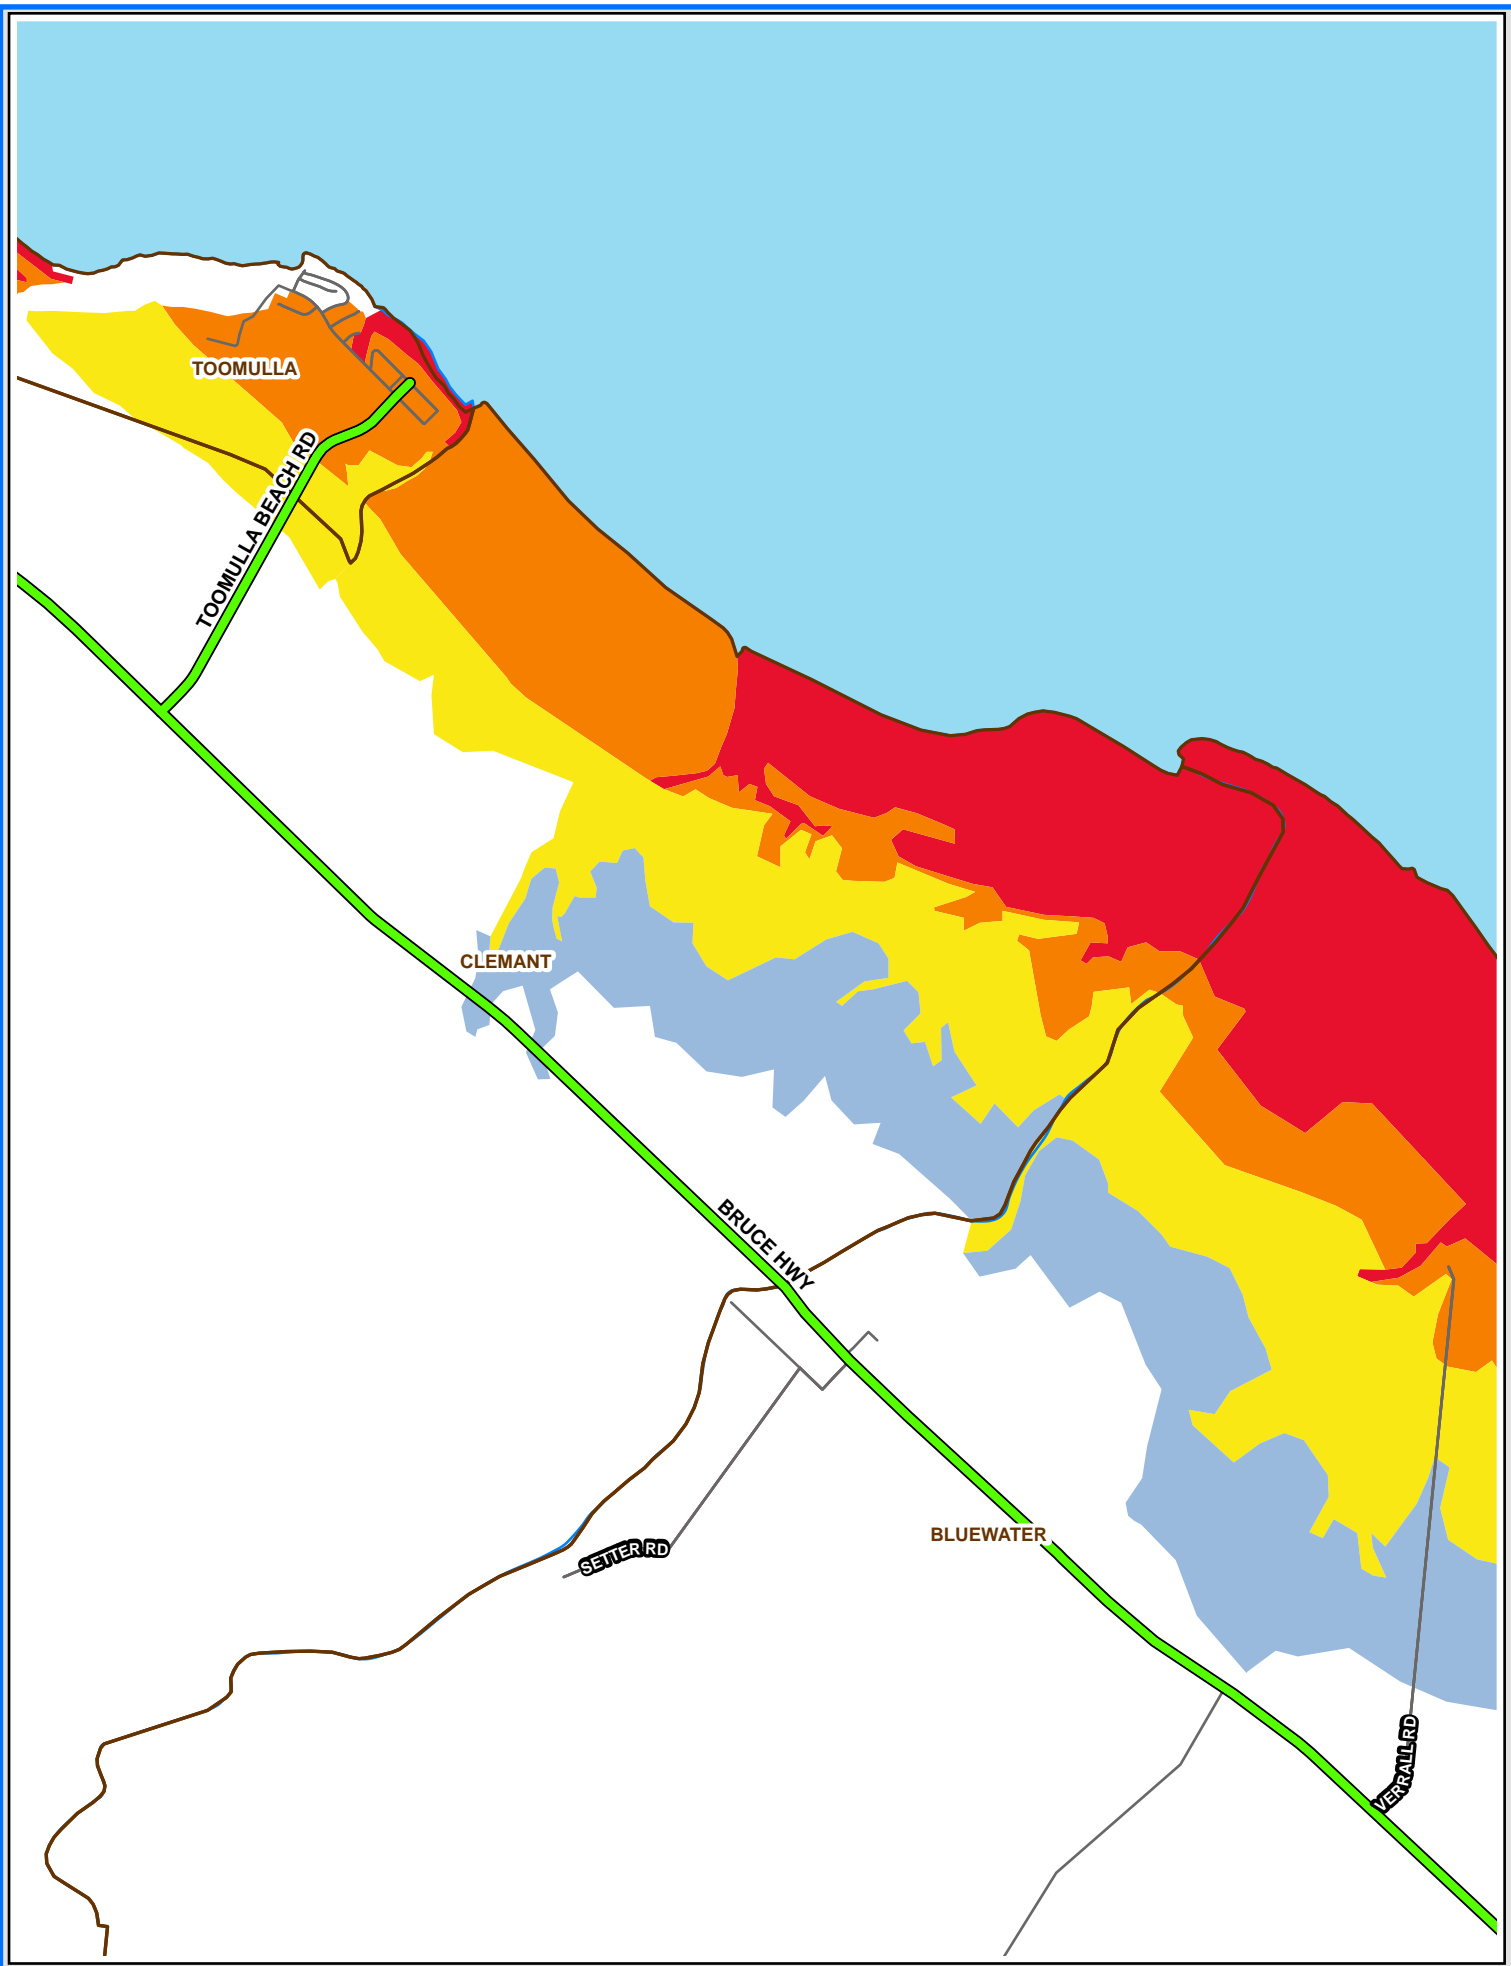 TOOMULLA
TOOMULLA BEACH RD
CLEMANT
BRUCE HWY
BLUEWATER
SETTER RD
VERRALL RD